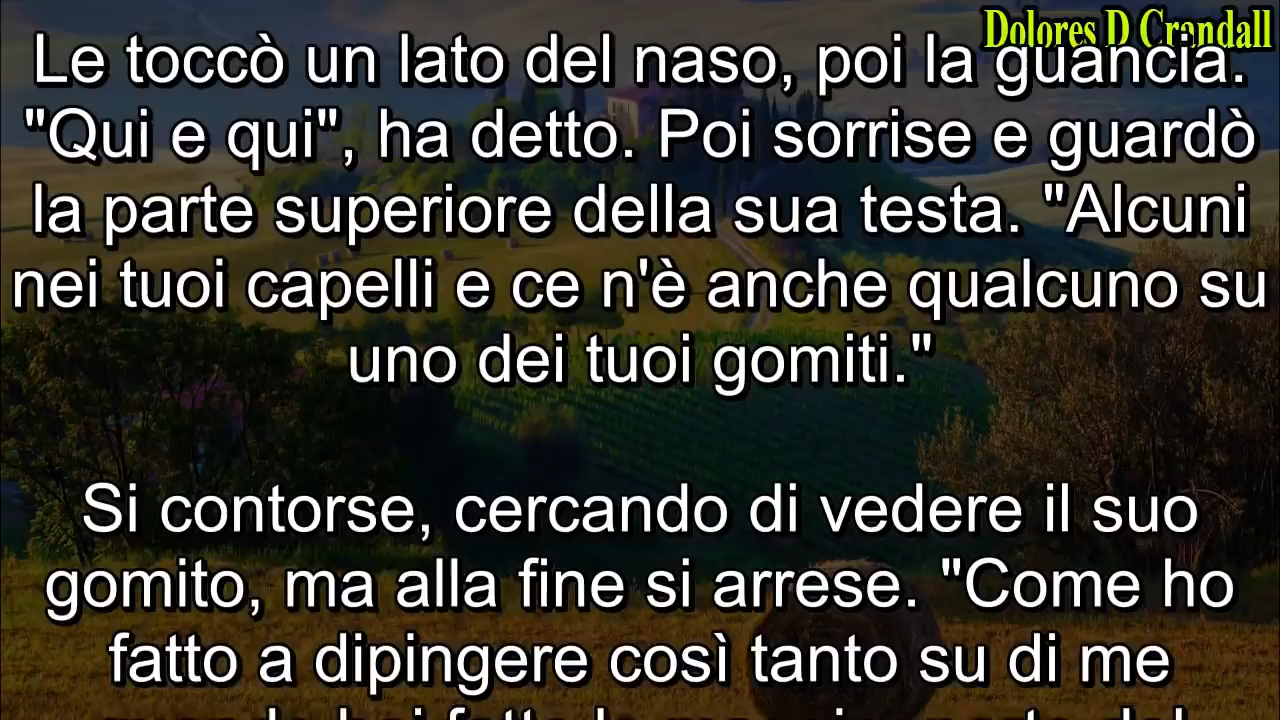 Dolores D Crandall
Le toccò un lato del naso, poi la guancia.
"Qui e qui", ha detto. Poi sorrise e guardò
la parte superiore della sua testa. "Alcuni
nei tuoi capelli e ce n'è anche qualcuno su
uno dei tuoi gomiti."
Si contorse, cercando di vedere il suo
gomito, ma alla fine si arrese. "Come ho
fatto a dipingere così tanto su di me